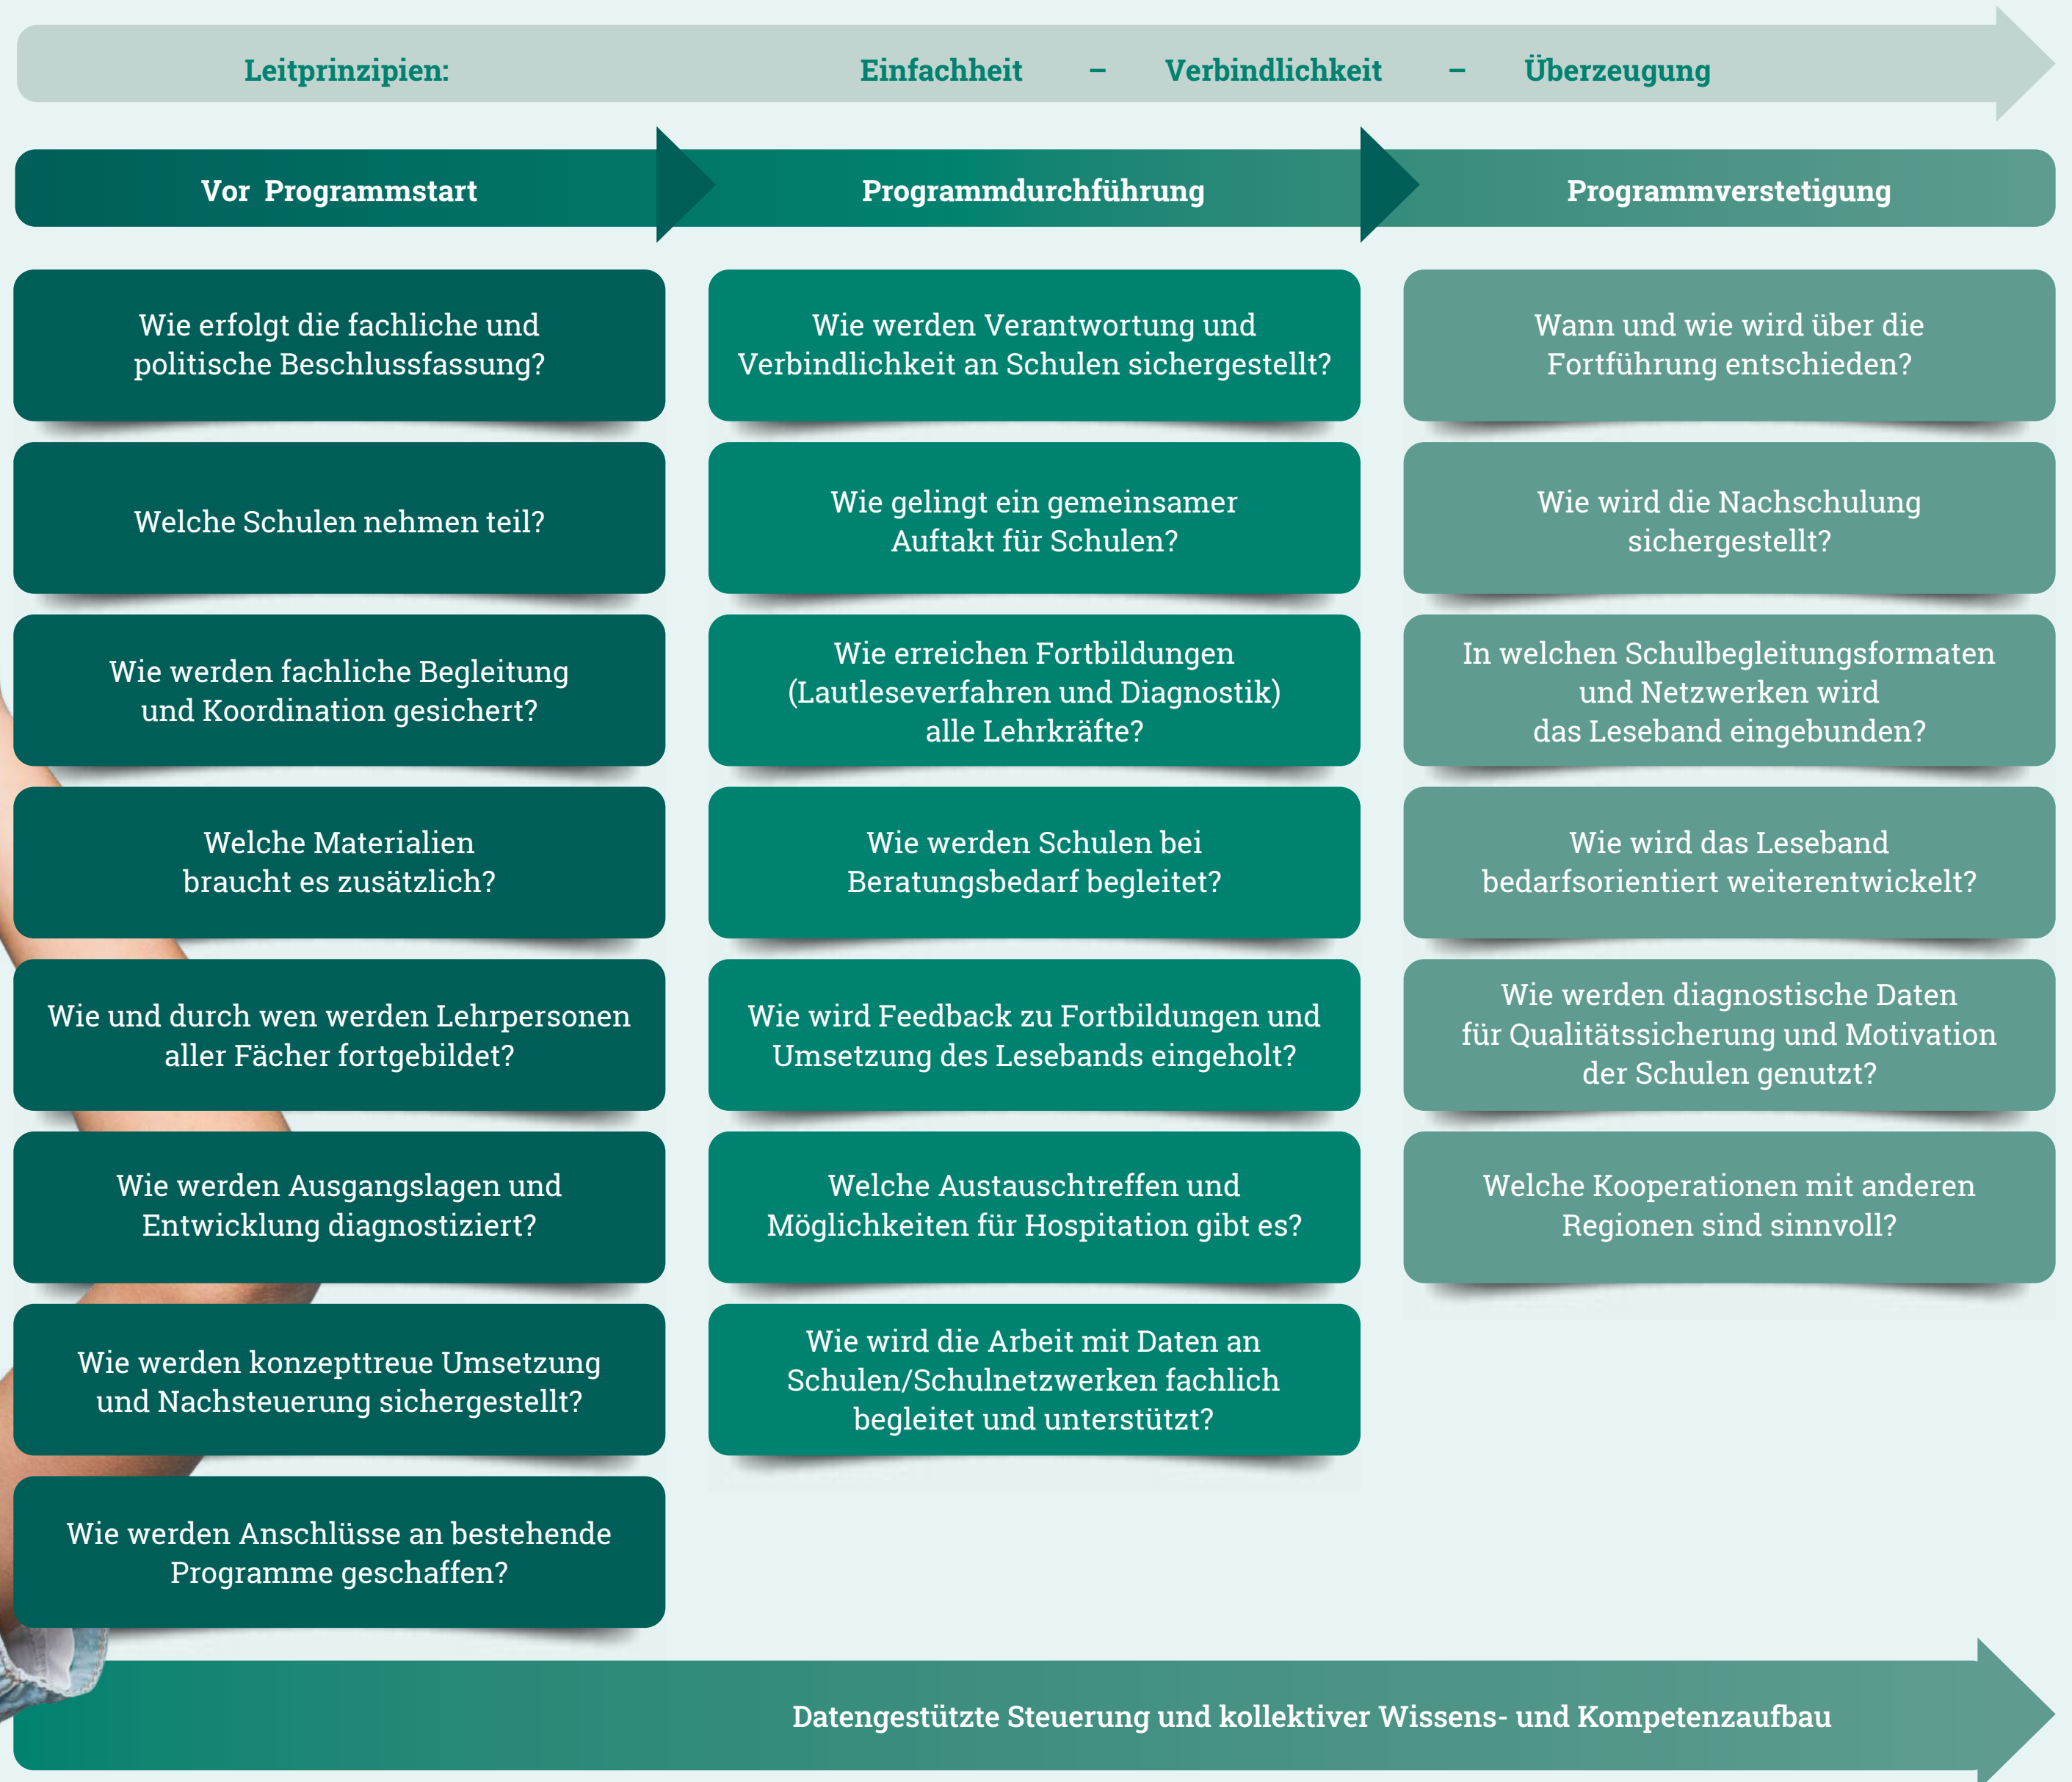 Leitprinzipien: Einfachheit – Verbindlichkeit – Überzeugung
Vor Programmstart
Programmdurchführung
Programmverstetigung
Wie erfolgt die fachliche und
politische Beschlussfassung?
Welche Schulen nehmen teil?
Wie werden fachliche Begleitung
und Koordination gesichert?
Welche Materialien
braucht es zusätzlich?
Wie und durch wen werden Lehrpersonen
aller Fächer fortgebildet?
Wie werden Ausgangslagen und
Entwicklung diagnostiziert?
Wie werden konzepttreue Umsetzung
und Nachsteuerung sichergestellt?
Wie werden Anschlüsse an bestehende
Programme geschaffen?
Wie werden Verantwortung und
Verbindlichkeit an Schulen sichergestellt?
Wie gelingt ein gemeinsamer
Auftakt für Schulen?
Wie erreichen Fortbildungen
(Lautleseverfahren und Diagnostik)
alle Lehrkräfte?
Wie werden Schulen bei
Beratungsbedarf begleitet?
Wie wird Feedback zu Fortbildungen und
Umsetzung des Lesebands eingeholt?
Welche Austauschtreffen und
Möglichkeiten für Hospitation gibt es?
Wie wird die Arbeit mit Daten an
Schulen/Schulnetzwerken fachlich
begleitet und unterstützt?
Wann und wie wird über die
Fortführung entschieden?
Wie wird die Nachschulung
sichergestellt?
In welchen Schulbegleitungsformaten
und Netzwerken wird
das Leseband eingebunden?
Wie wird das Leseband
bedarfsorientiert weiterentwickelt?
Wie werden diagnostische Daten
für Qualitätssicherung und Motivation
der Schulen genutzt?
Welche Kooperationen mit anderen
Regionen sind sinnvoll?
Datengestützte Steuerung und kollektiver Wissens- und Kompetenzaufbau